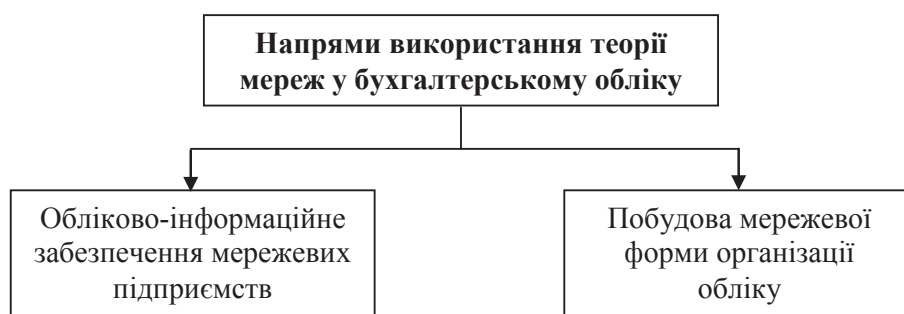 Напрями використання теорії
мереж у бухгалтерському обліку
Обліково-інформаційне
забезпечення мережевих
підприємств
Побудова мережевої
форми організації
обліку